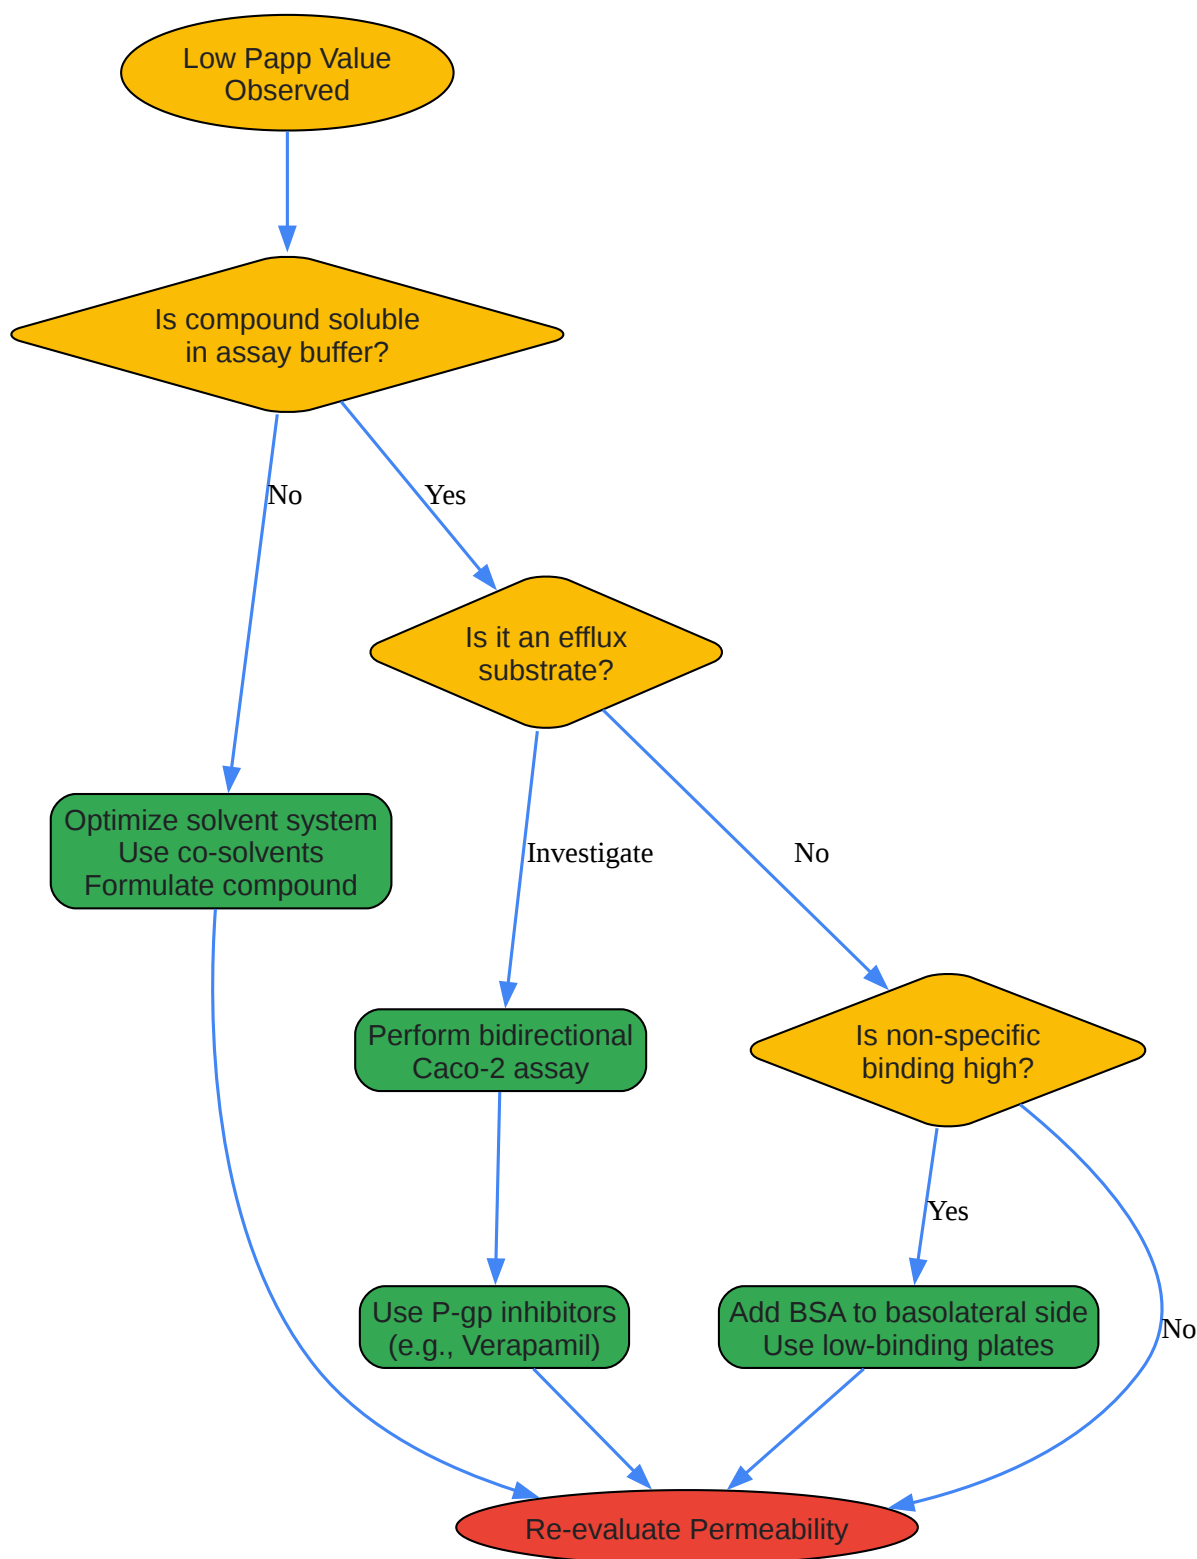 Low Papp Value
Observed
Is compound soluble
in assay buffer?
No
Yes
Is it an efflux
substrate?
Optimize solvent system
Use co-solvents
Formulate compound
Investigate
No
Perform bidirectional
Caco-2 assay
Is non-specific
binding high?
Yes
Use P-gp inhibitors
(e.g., Verapamil)
Add BSA to basolateral side
Use low-binding plates
No
Re-evaluate Permeability